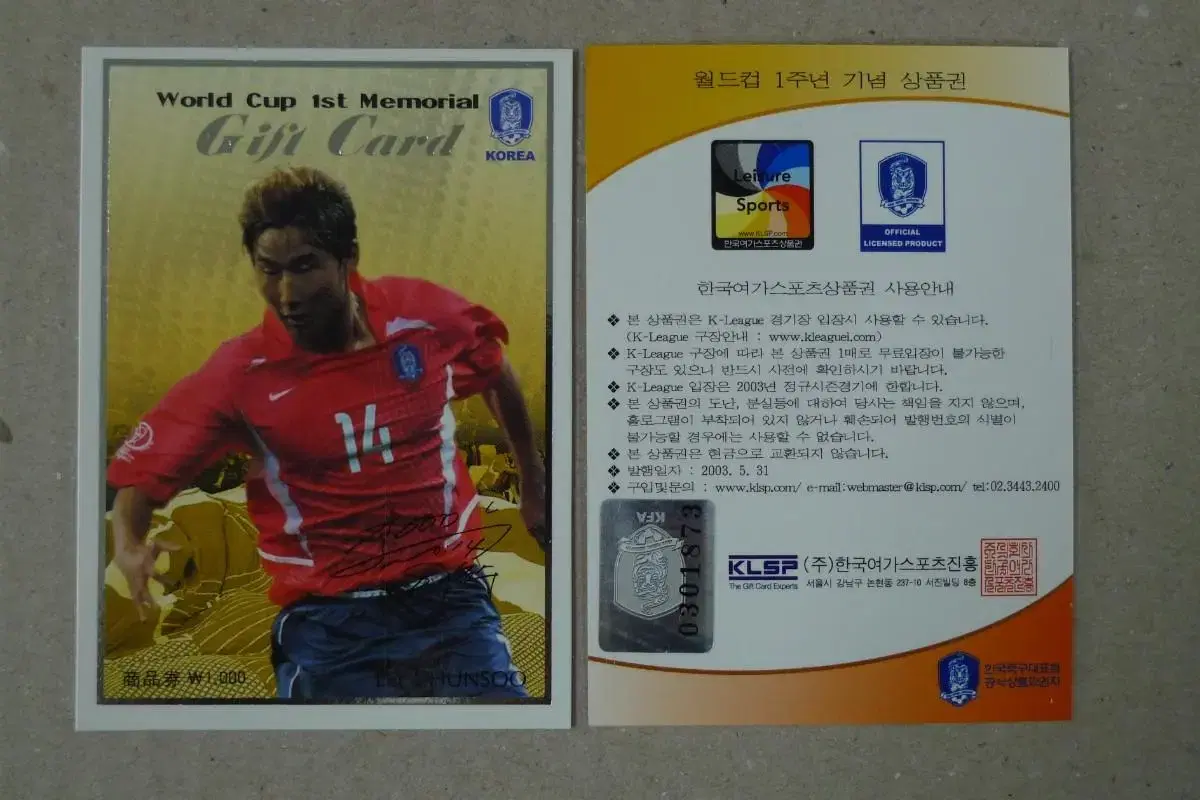 World Cup 1st Memorial
Gift Card
KOREA
14
商品券 ₩1,000
LEE CHUNSOO
월드컵 1주년 기념 상품권
Leisure
Sports
www.KLSP.com
한국여가스포츠상품권
OFFICIAL
LICENSED PRODUCT
한국여가스포츠상품권 사용안내
❖ 본 상품권은 K-League 경기장 입장시 사용할 수 있습니다.
(K-League 구장안내 : www.kleaguei.com)
❖ K-League 구장에 따라 본 상품권 1매로 무료입장이 불가능한
구장도 있으니 반드시 사전에 확인하시기 바랍니다.
❖ K-League 입장은 2003년 정규시즌경기에 한합니다.
❖ 본 상품권의 도난, 분실등에 대하여 당사는 책임을 지지 않으며,
홀로그램이 부착되어 있지 않거나 훼손되어 발행번호의 식별이
불가능할 경우에는 사용할 수 없습니다.
❖ 본 상품권은 현금으로 교환되지 않습니다.
❖ 발행일자 : 2003. 5. 31
❖ 구입및문의 : www.klsp.com/ e-mail:webmaster@klsp.com/ tel:02.3443.2400
KFA
0301873
KLSP (주)한국여가스포츠진흥
The Gift Card Experts 서울시 강남구 논현동 237-10 서진빌딩 8층
한국축구대표팀
공식상품화권자